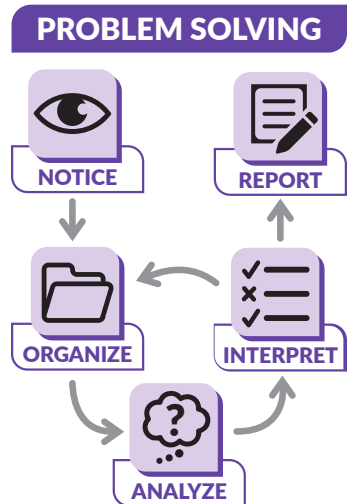 PROBLEM SOLVING
NOTICE
REPORT
ORGANIZE
INTERPRET
?
ANALYZE